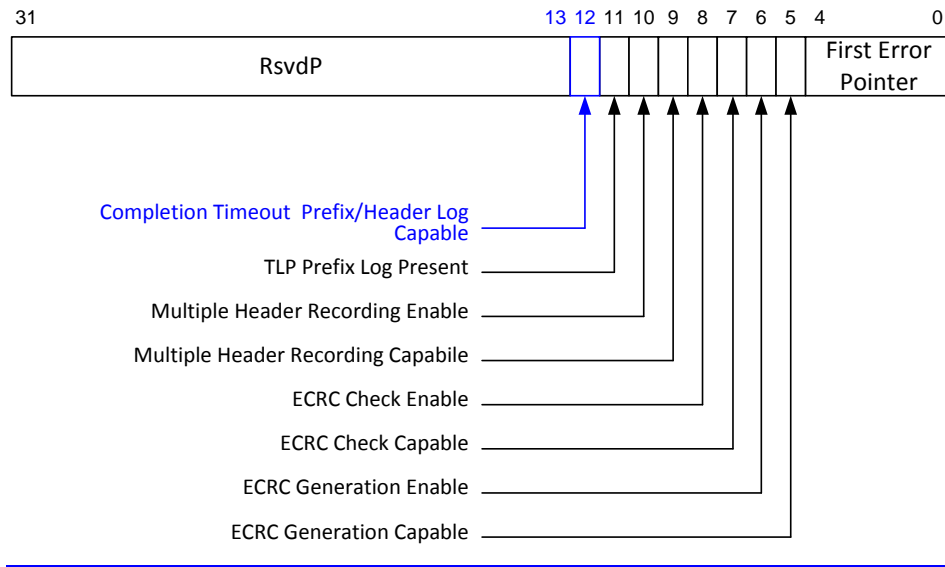 31 13 12 11 10 9 8 7 6 5 4 0
RsvdP
First Error
Pointer
Completion Timeout Prefix/Header Log
Capable
TLP Prefix Log Present
Multiple Header Recording Enable
Multiple Header Recording Capabile
ECRC Check Enable
ECRC Check Capable
ECRC Generation Enable
ECRC Generation Capable